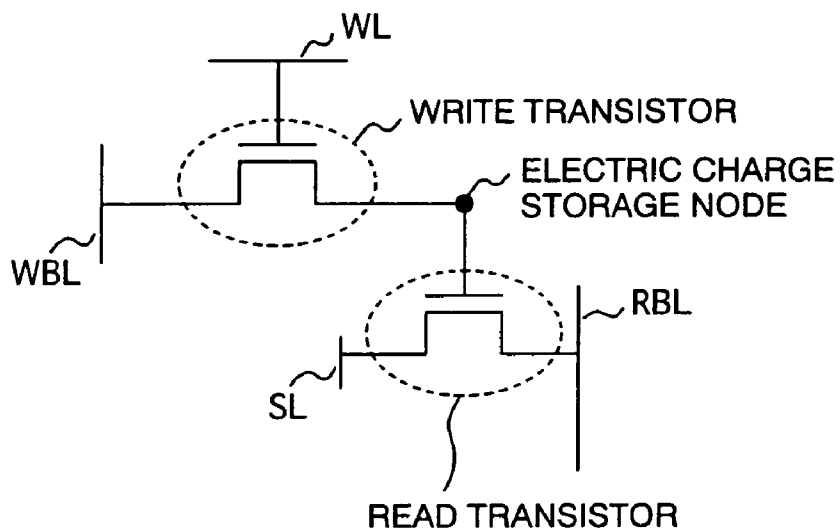 WL
WRITE TRANSISTOR
ELECTRIC CHARGE
STORAGE NODE
WBL
RBL
SL
READ TRANSISTOR